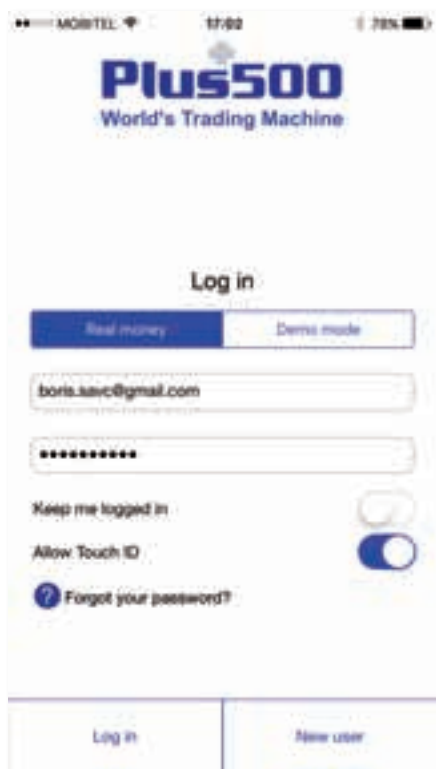 MOBITEL 17:02 78%
Plus500
World's Trading Machine
Log in
Real money Demo mode
boris.savc@gmail.com
••••••••••
Keep me logged in
Allow Touch ID
? Forgot your password?
Log in New user